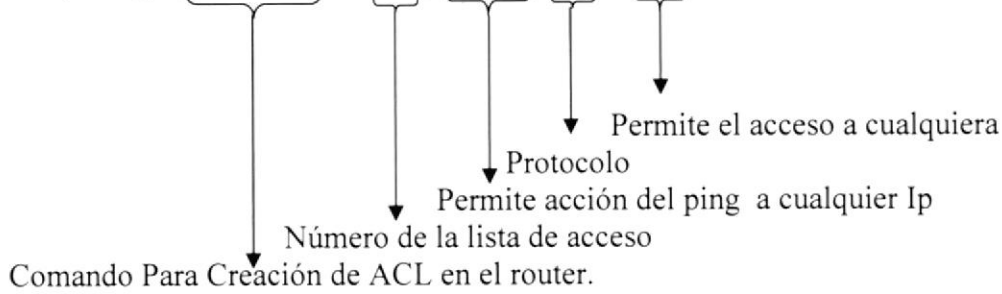 Permite el acceso a cualquiera
Protocolo
Permite acción del ping a cualquier Ip
Número de la lista de acceso
Comando Para Creación de ACL en el router.